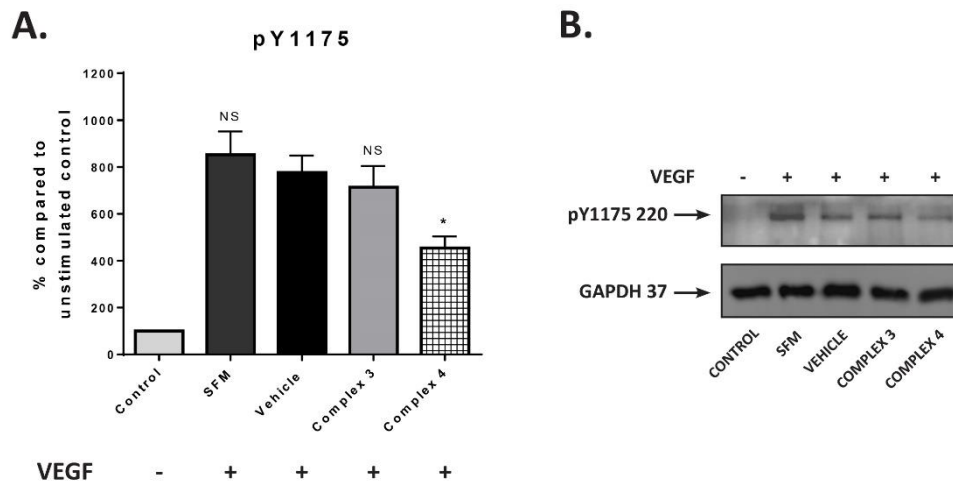 A.
pY1175
% compared to
unstimulated control
1200
1000
800
600
400
200
0
NS
NS
*
Control
SFM
Vehicle
Complex 3
Complex 4
VEGF - + + + +
B.
VEGF - + + + +
pY1175 220
GAPDH 37
CONTROL
SFM
VEHICLE
COMPLEX 3
COMPLEX 4